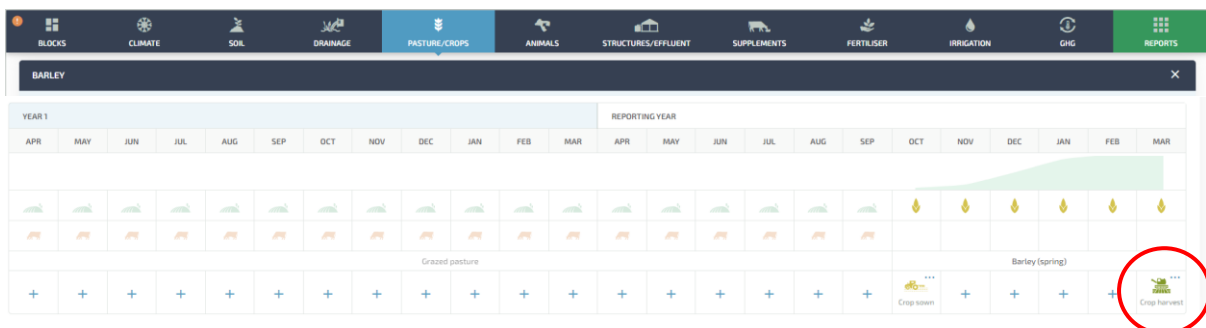 !
BLOCKS CLIMATE SOIL DRAINAGE PASTURE/CROPS ANIMALS STRUCTURES/EFFLUENT SUPPLEMENTS FERTILISER IRRIGATION GHG REPORTS
BARLEY ×
YEAR 1 REPORTING YEAR
APR MAY JUN JUL AUG SEP OCT NOV DEC JAN FEB MAR APR MAY JUN JUL AUG SEP OCT NOV DEC JAN FEB MAR
Grazed pasture Barley (spring)
+ + + + + + + + + + + + + + + + + + ... + + + + + ...
Crop sown Crop harvest